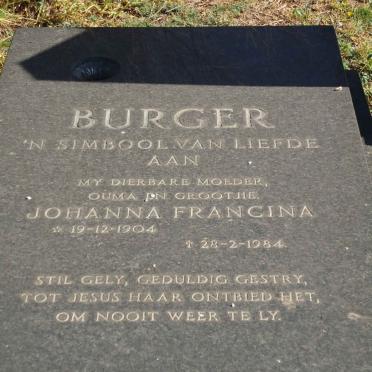 BURGER
'N SIMBOOL VAN LIEFDE
AAN
MY DIERBARE MOEDER,
OUMA EN GROOTJIE.
JOHANNA FRANCINA
☆ 19-12-1904
✝ 28-2-1984.
STIL GELY, GEDULDIG GESTRY,
TOT JESUS HAAR ONTBIED HET,
OM NOOIT WEER TE LY.